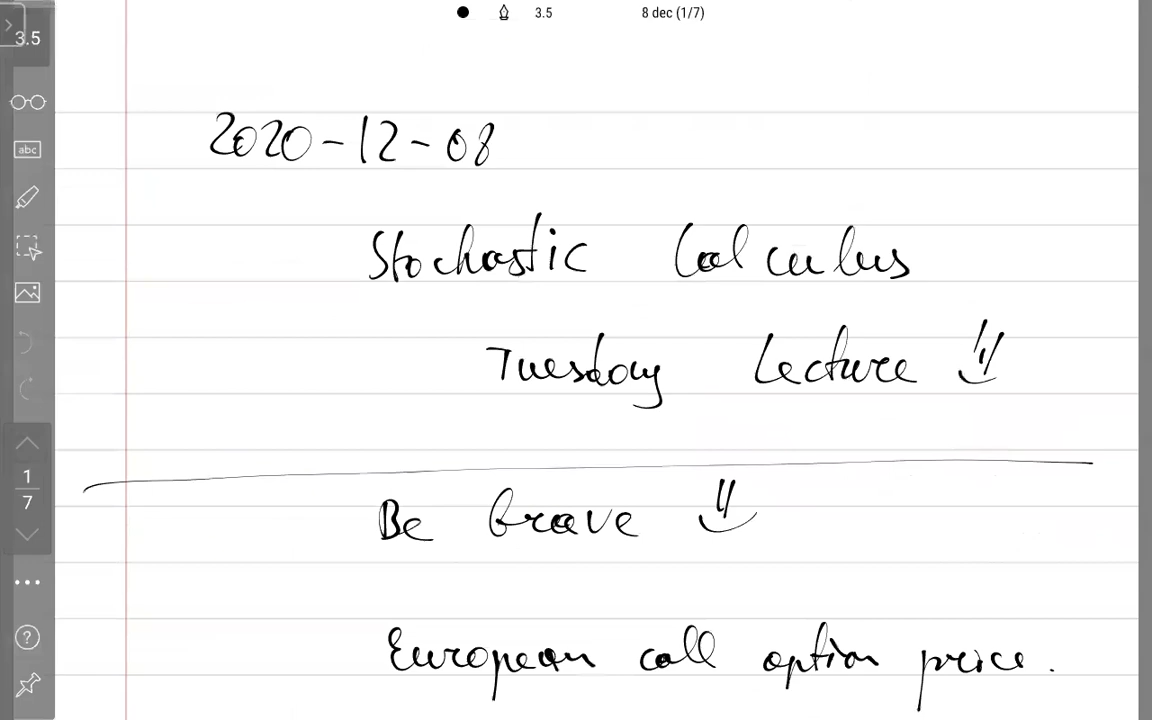 3.5 8 dec (1/7)
3.5
abc
2020-12-08
Stochastic Calculus
Tuesday Lecture
1
7
Be brave
European call option price.